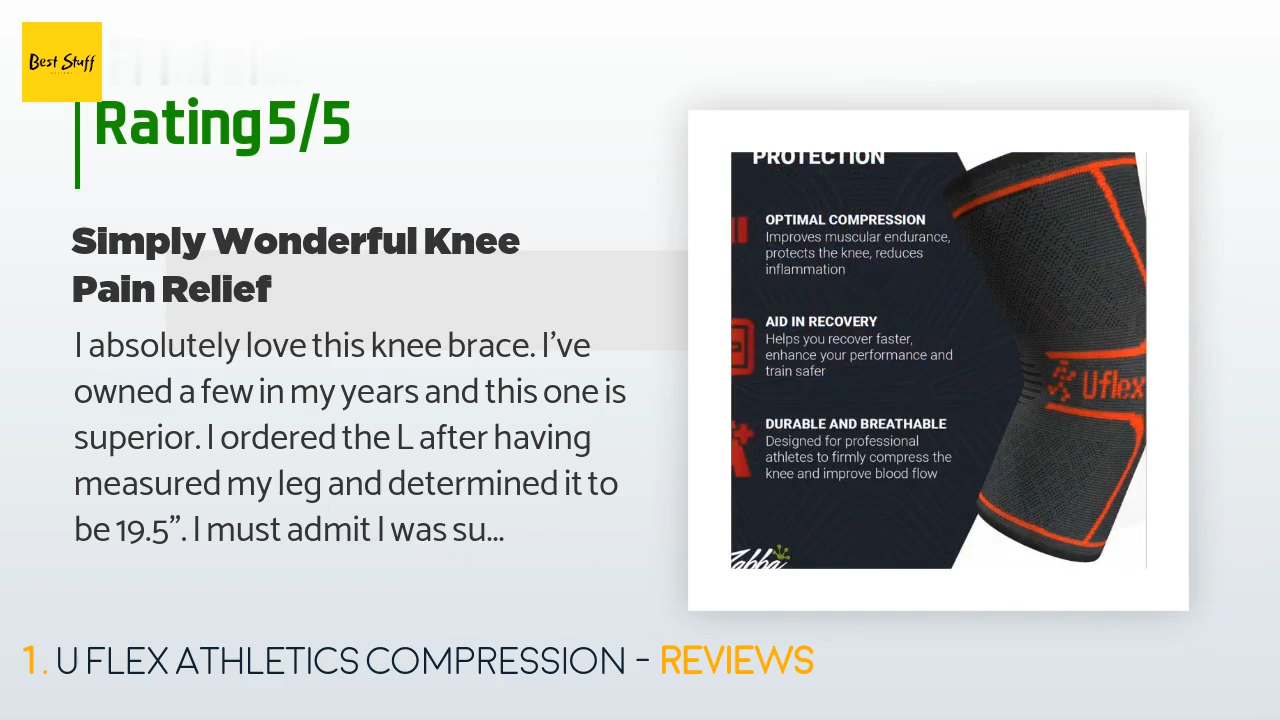 Best Stuff
Rating 5/5
Simply Wonderful Knee
Pain Relief
I absolutely love this knee brace. I’ve
owned a few in my years and this one is
superior. I ordered the L after having
measured my leg and determined it to
be 19.5”. I must admit I was su...
PROTECTION
OPTIMAL COMPRESSION
Improves muscular endurance,
protects the knee, reduces
inflammation
AID IN RECOVERY
Helps you recover faster,
enhance your performance and
train safer
DURABLE AND BREATHABLE
Designed for professional
athletes to firmly compress the
knee and improve blood flow
Uflex
1. U FLEX ATHLETICS COMPRESSION - REVIEWS